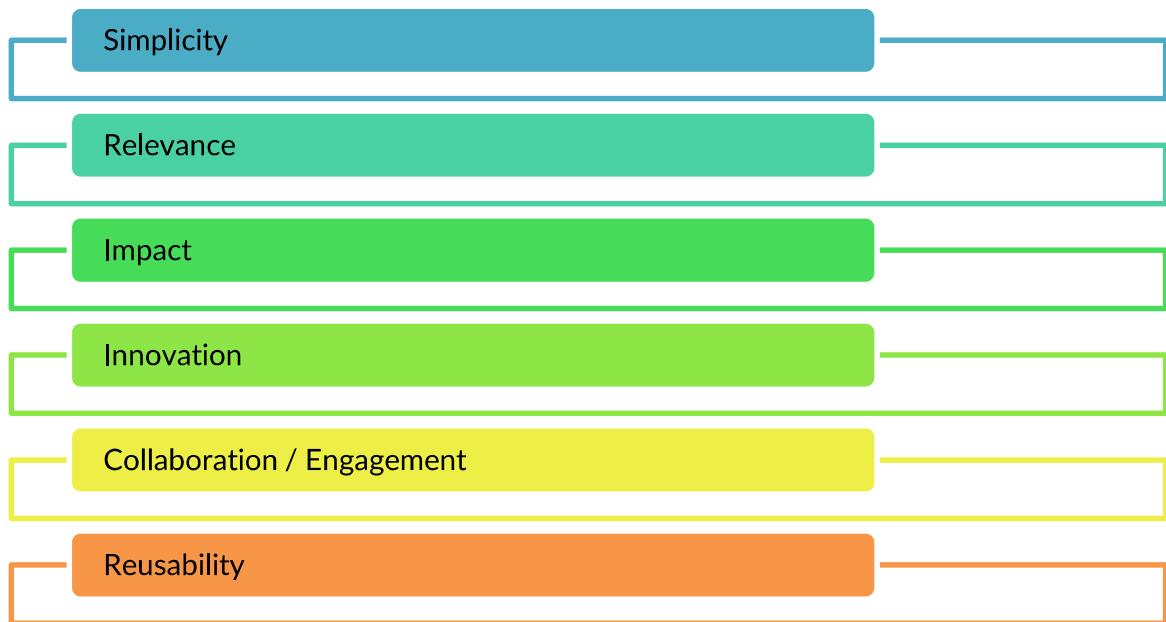 Simplicity
Relevance
Impact
Innovation
Collaboration / Engagement
Reusability